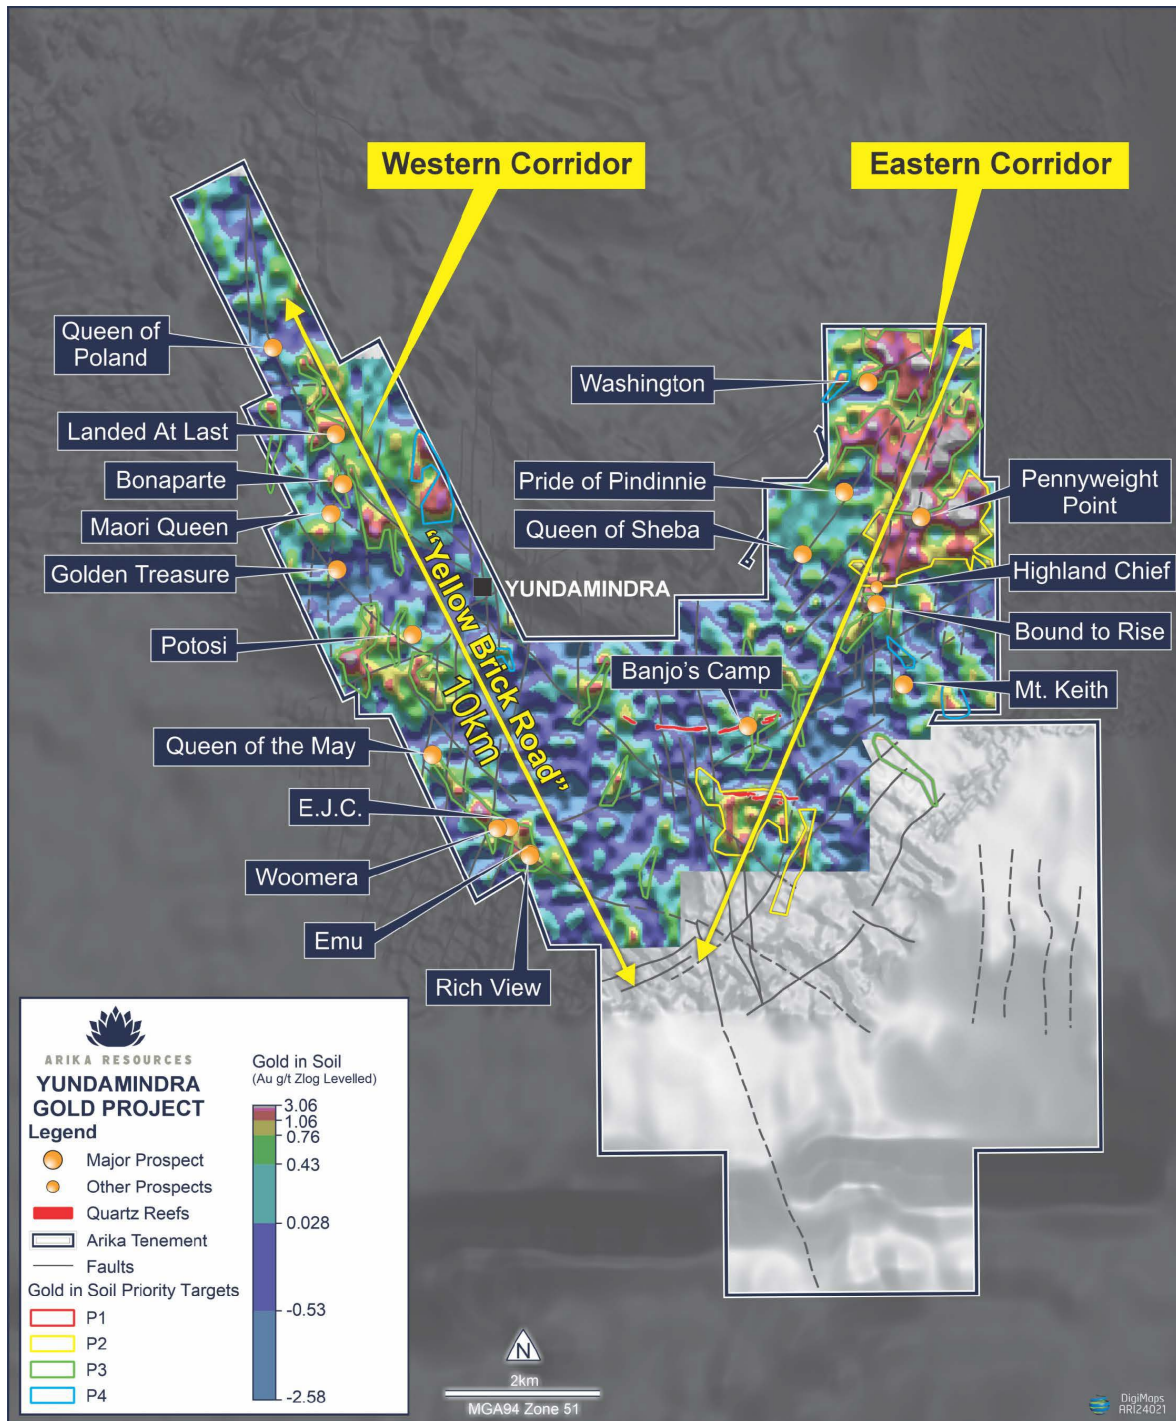 Western Corridor
Eastern Corridor
Queen of
Poland
Landed At Last
Bonaparte
Maori Queen
Golden Treasure
Potosi
Queen of the May
E.J.C.
Woomera
Emu
Rich View
"Yellow Brick Road"
10km
YUNDAMINDRA
Banjo's Camp
Washington
Pride of Pindinnie
Queen of Sheba
Pennyweight
Point
Highland Chief
Bound to Rise
Mt. Keith
ARIKA RESOURCES
YUNDAMINDRA
GOLD PROJECT
Legend
Major Prospect
Other Prospects
Quartz Reefs
Arika Tenement
Faults
Gold in Soil Priority Targets
P1
P2
P3
P4
Gold in Soil
(Au g/t Zlog Levelled)
3.06
1.06
0.76
0.43
0.028
-0.53
-2.58
N
2km
MGA94 Zone 51
DigiMaps
ARI24021